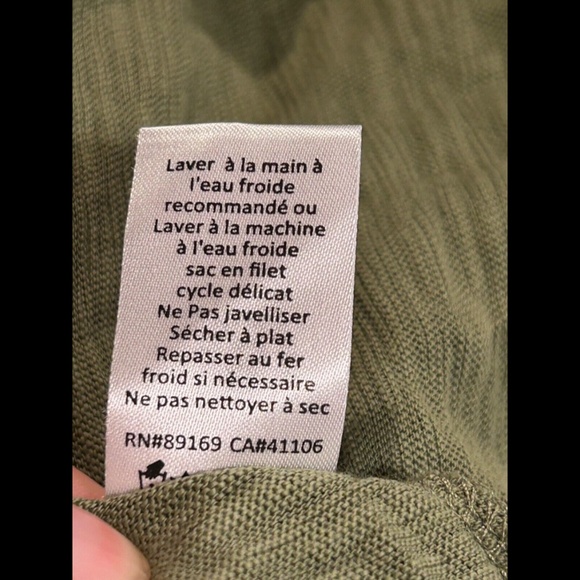 Laver à la main à
l'eau froide
recommandé ou
Laver à la machine
à l'eau froide
sac en filet
cycle délicat
Ne Pas javelliser
Sécher à plat
Repasser au fer
froid si nécessaire
Ne pas nettoyer à sec
RN#89169 CA#41106